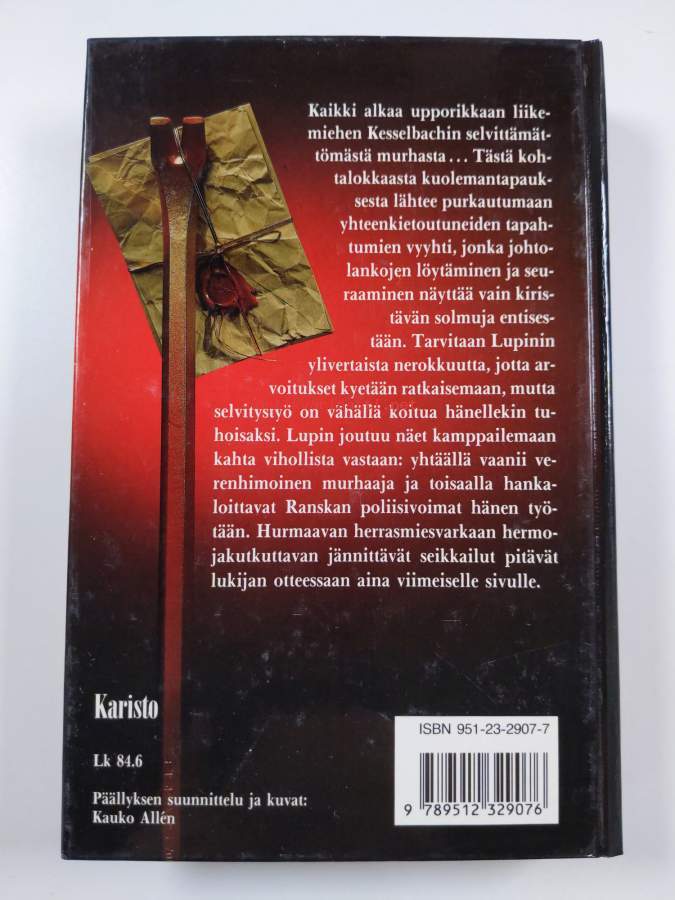 Kaikki alkaa upporikkaan liike-
miehen Kesselbachin selvittämät-
tömästä murhasta... Tästä koh-
talokkaasta kuolemantapauk-
sesta lähtee purkautumaan
yhteenkietoutuneiden tapah-
tumien vyyhti, jonka johto-
lankojen löytäminen ja seu-
raaminen näyttää vain kiris-
tävän solmuja entises-
tään. Tarvitaan Lupinin
ylivertaista nerokkuutta, jotta ar-
voitukset kyetään ratkaisemaan, mutta
selvitystyö on vähällä koitua hänellekin tu-
hoisaksi. Lupin joutuu näet kamppailemaan
kahta vihollista vastaan: yhtäällä vaanii ve-
renhimoinen murhaaja ja toisaalla hanka-
loittavat Ranskan poliisivoimat hänen työ-
tään. Hurmaavan herrasmiesvarkaan hermo-
jakutkuttavan jännittävät seikkailut pitävät
lukijan otteessaan aina viimeiselle sivulle.
Karisto
Lk 84.6
Päällyksen suunnittelu ja kuvat:
Kauko Allén
ISBN 951-23-2907-7
9 789512 329076